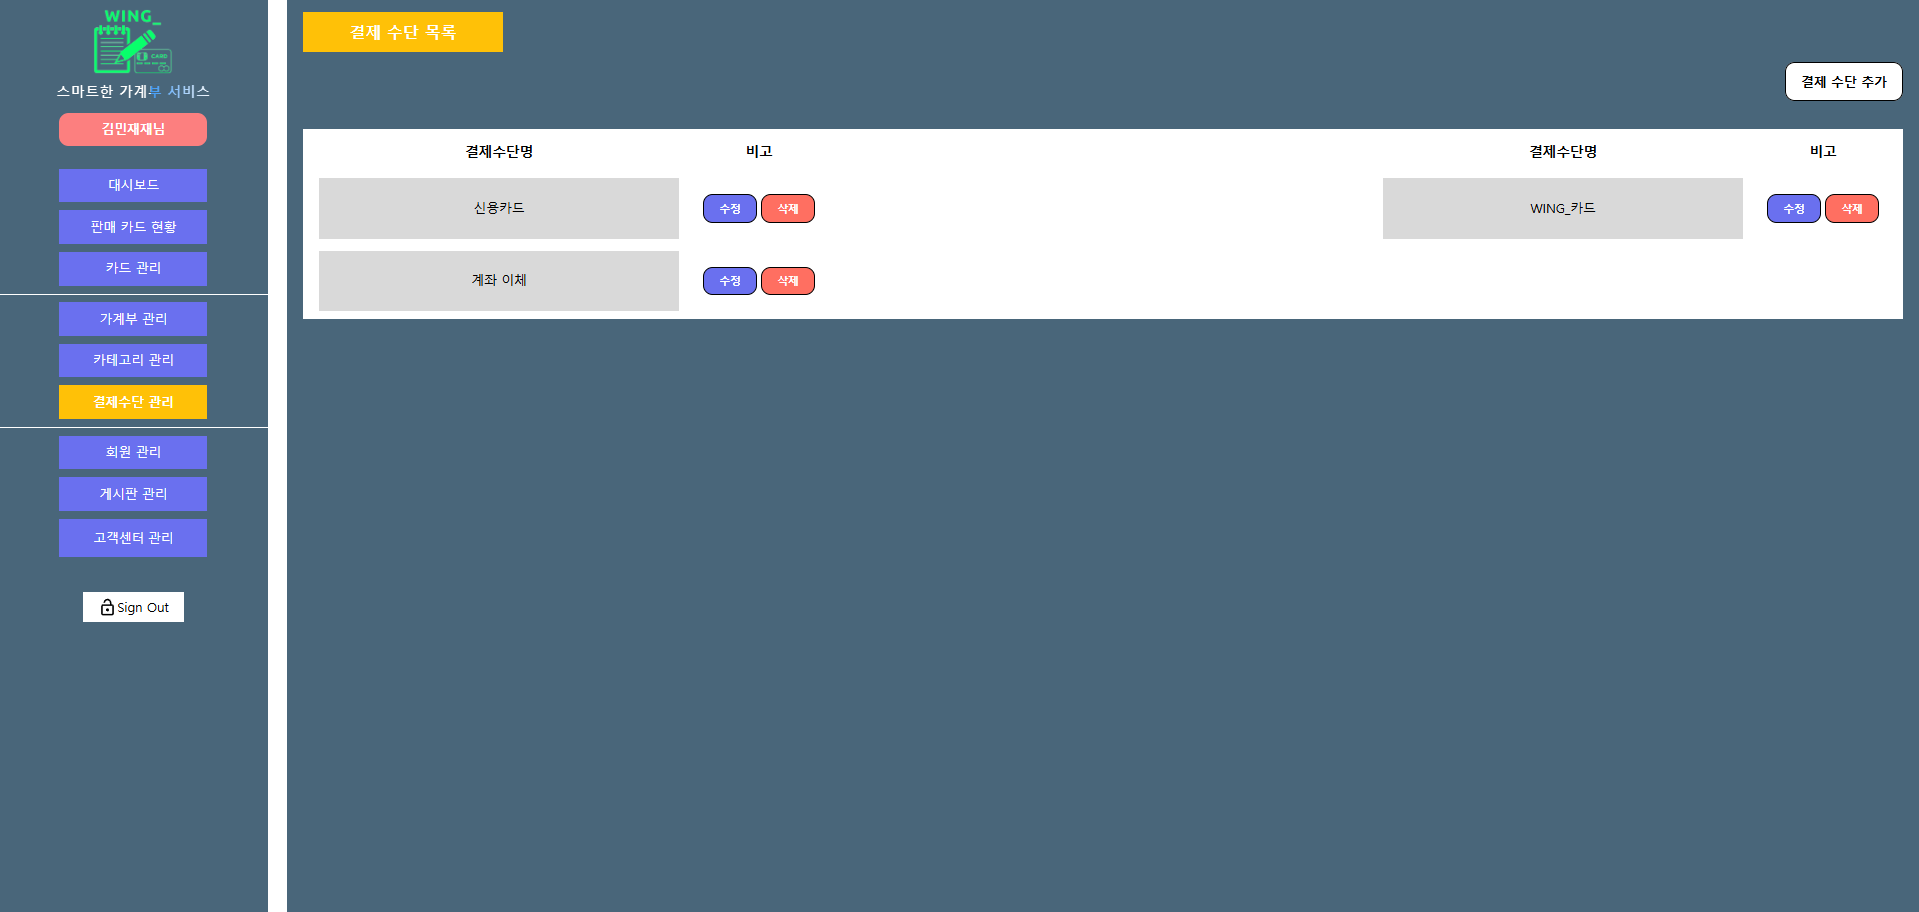 WING_
CARD
스마트한 가계부 서비스
김민재재님
대시보드
판매 카드 현황
카드 관리
가계부 관리
카테고리 관리
결제수단 관리
회원 관리
게시판 관리
고객센터 관리
Sign Out
결제 수단 목록
결제 수단 추가
결제수단명 비고 결제수단명 비고
신용카드 수정 삭제 WING_카드 수정 삭제
계좌 이체 수정 삭제